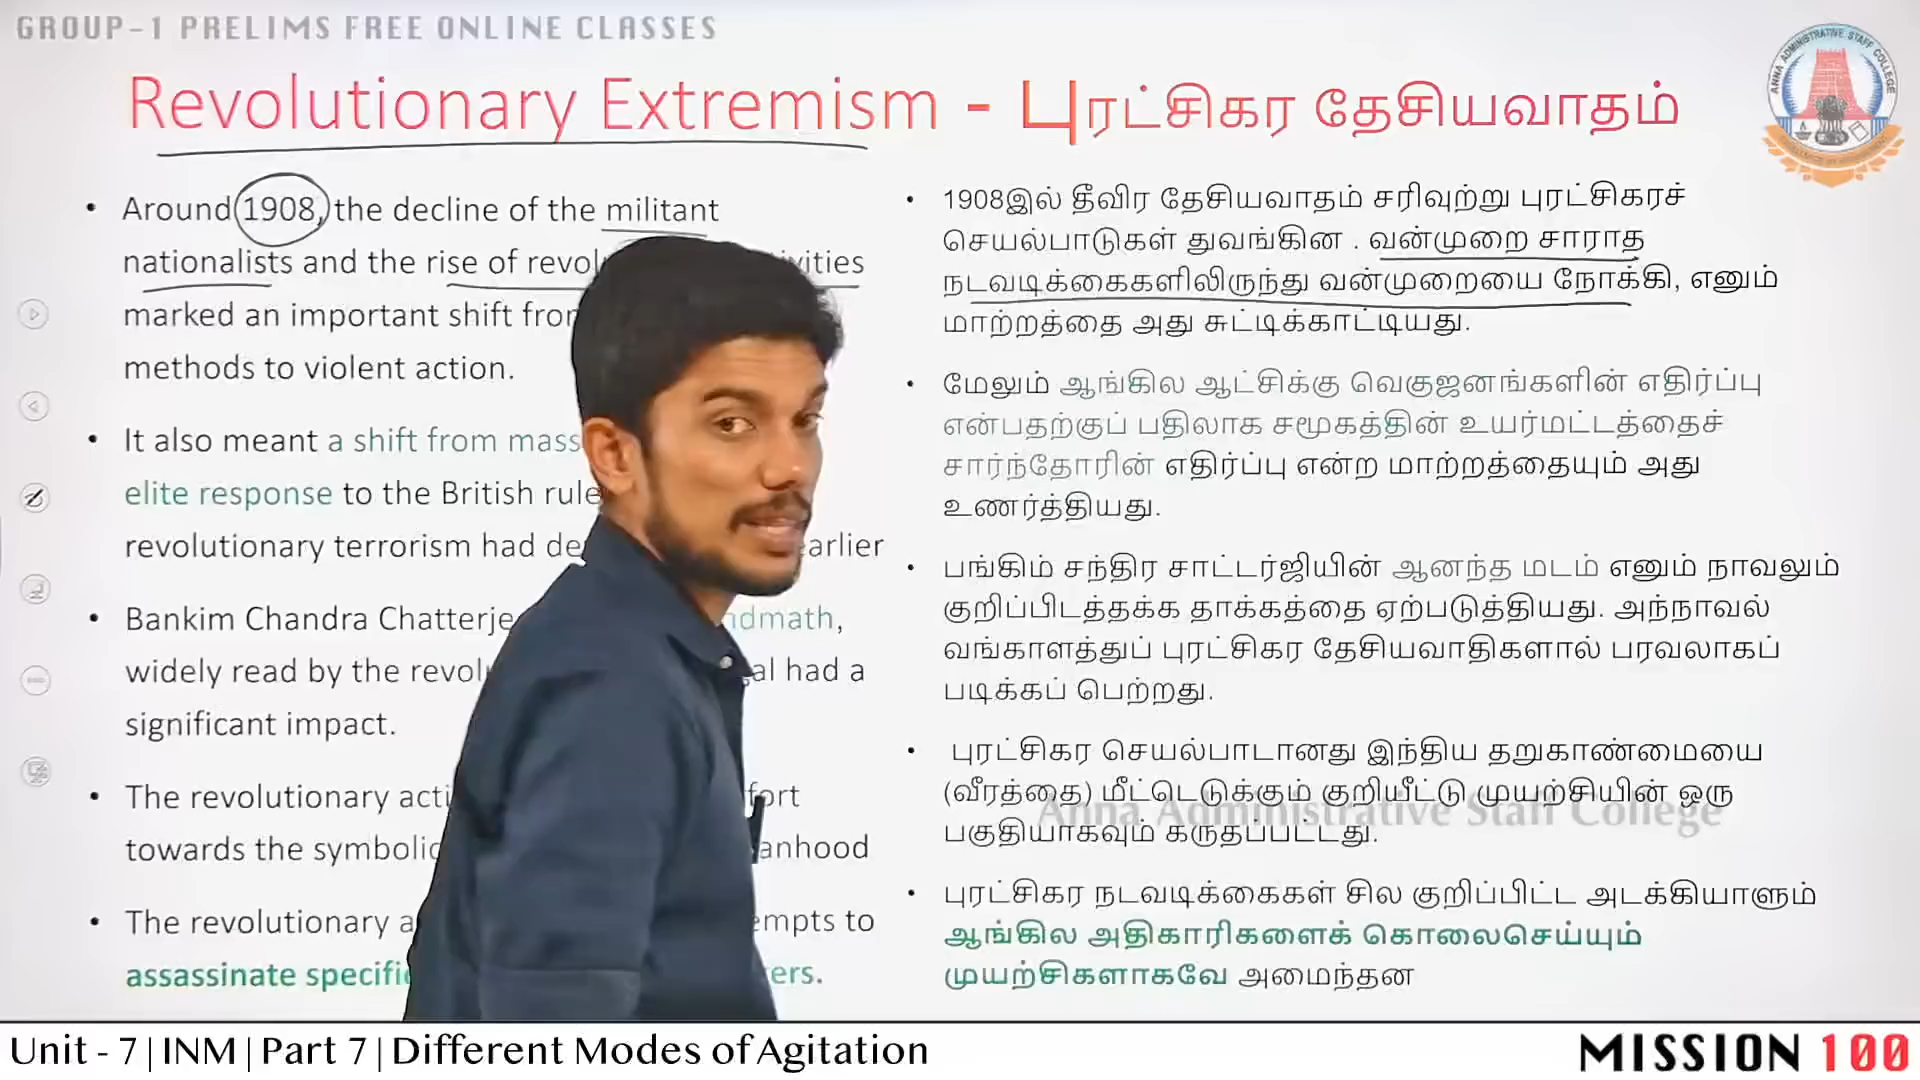 GROUP-1 PRELIMS FREE ONLINE CLASSES
ANNA ADMINISTRATIVE STAFF COLLEGE
Revolutionary Extremism - புரட்சிகர தேசியவாதம்
• Around 1908, the decline of the militant
nationalists and the rise of revol vities
marked an important shift from
methods to violent action.
• It also meant a shift from mass
elite response to the British rule
revolutionary terrorism had de arlier
• Bankim Chandra Chatterje ndmath,
widely read by the revol al had a
significant impact.
• The revolutionary acti fort
towards the symbolic anhood
• The revolutionary a empts to
assassinate specific ers.
• 1908இல் தீவிர தேசியவாதம் சரிவுற்று புரட்சிகரச்
செயல்பாடுகள் துவங்கின . வன்முறை சாராத
நடவடிக்கைகளிலிருந்து வன்முறையை நோக்கி, எனும்
மாற்றத்தை அது சுட்டிக்காட்டியது.
• மேலும் ஆங்கில ஆட்சிக்கு வெகுஜனங்களின் எதிர்ப்பு
என்பதற்குப் பதிலாக சமூகத்தின் உயர்மட்டத்தைச்
சார்ந்தோரின் எதிர்ப்பு என்ற மாற்றத்தையும் அது
உணர்த்தியது.
• பங்கிம் சந்திர சாட்டர்ஜியின் ஆனந்த மடம் எனும் நாவலும்
குறிப்பிடத்தக்க தாக்கத்தை ஏற்படுத்தியது. அந்நாவல்
வங்காளத்துப் புரட்சிகர தேசியவாதிகளால் பரவலாகப்
படிக்கப் பெற்றது.
• புரட்சிகர செயல்பாடானது இந்திய தறுகாண்மையை
(வீரத்தை) மீட்டெடுக்கும் குறியீட்டு முயற்சியின் ஒரு
பகுதியாகவும் கருதப்பட்டது.
Anna Administrative Staff College
• புரட்சிகர நடவடிக்கைகள் சில குறிப்பிட்ட அடக்கியாளும்
ஆங்கில அதிகாரிகளைக் கொலைசெய்யும்
முயற்சிகளாகவே அமைந்தன
Unit - 7 | INM | Part 7 | Different Modes of Agitation
MISSION 100